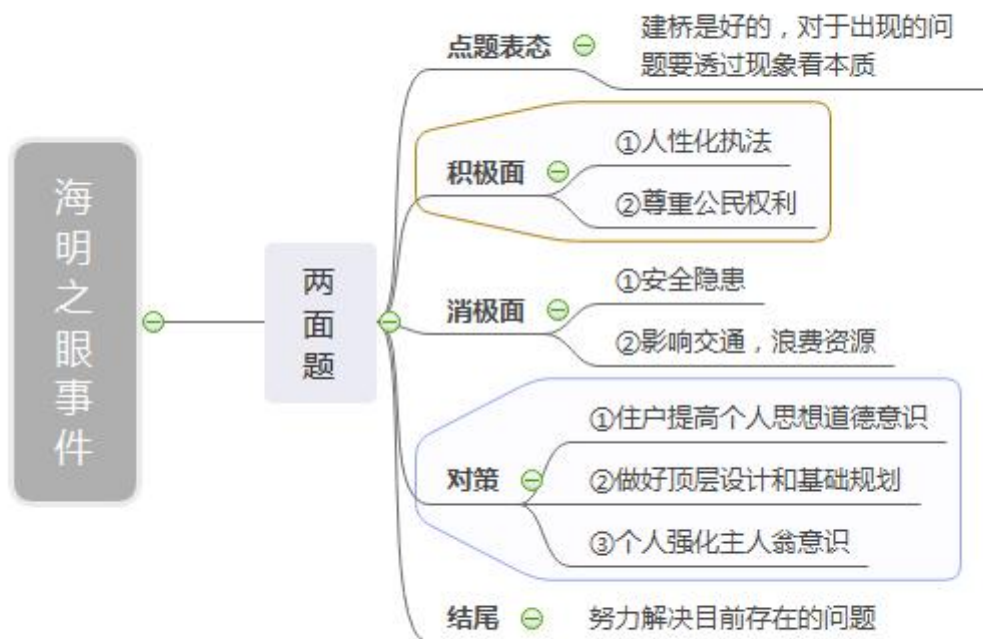 海明之眼事件
两面题
点题表态
建桥是好的，对于出现的问
题要透过现象看本质
积极面
①人性化执法
②尊重公民权利
消极面
①安全隐患
②影响交通，浪费资源
对策
①住户提高个人思想道德意识
②做好顶层设计和基础规划
③个人强化主人翁意识
结尾
努力解决目前存在的问题